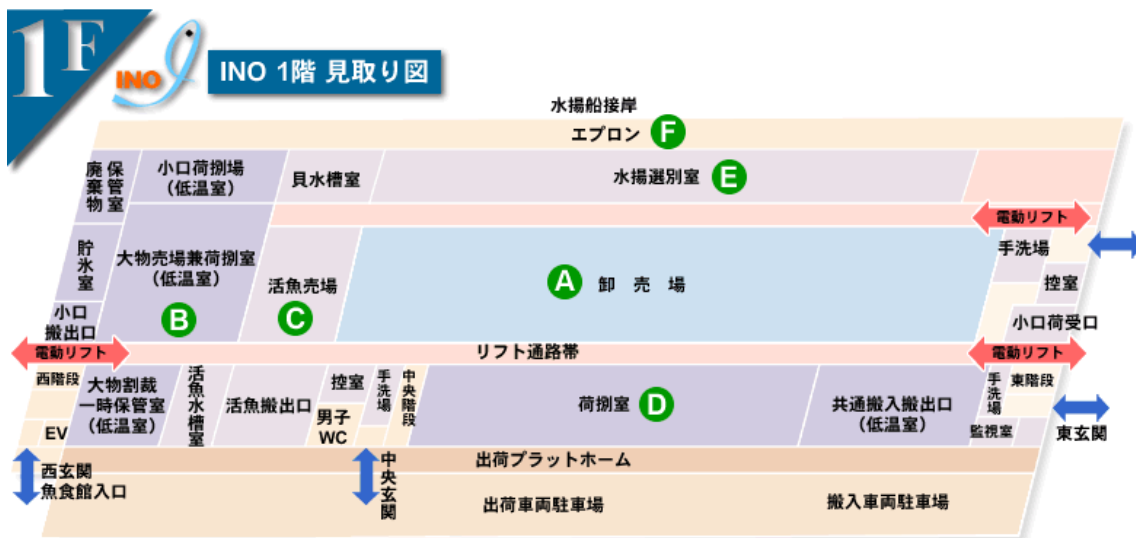 1F
INO
INO 1階 見取り図
水揚船接岸
エプロン F
廃棄物
保管室
小口荷捌場
(低温室)
貝水槽室
水揚選別室 E
電動リフト
貯氷室
大物売場兼荷捌室
(低温室)
B
活魚売場
C
A 卸売場
手洗場
控室
小口
搬出口
小口荷受口
電動リフト
リフト通路帯
電動リフト
西階段
EV
大物割裁
一時保管室
(低温室)
活魚水槽室
活魚搬出口
控室
男子
WC
手洗場
中央階段
荷捌室 D
共通搬入搬出口
(低温室)
手洗場
東階段
監視室
東玄関
西玄関
魚食館入口
中央玄関
出荷プラットホーム
出荷車両駐車場
搬入車両駐車場